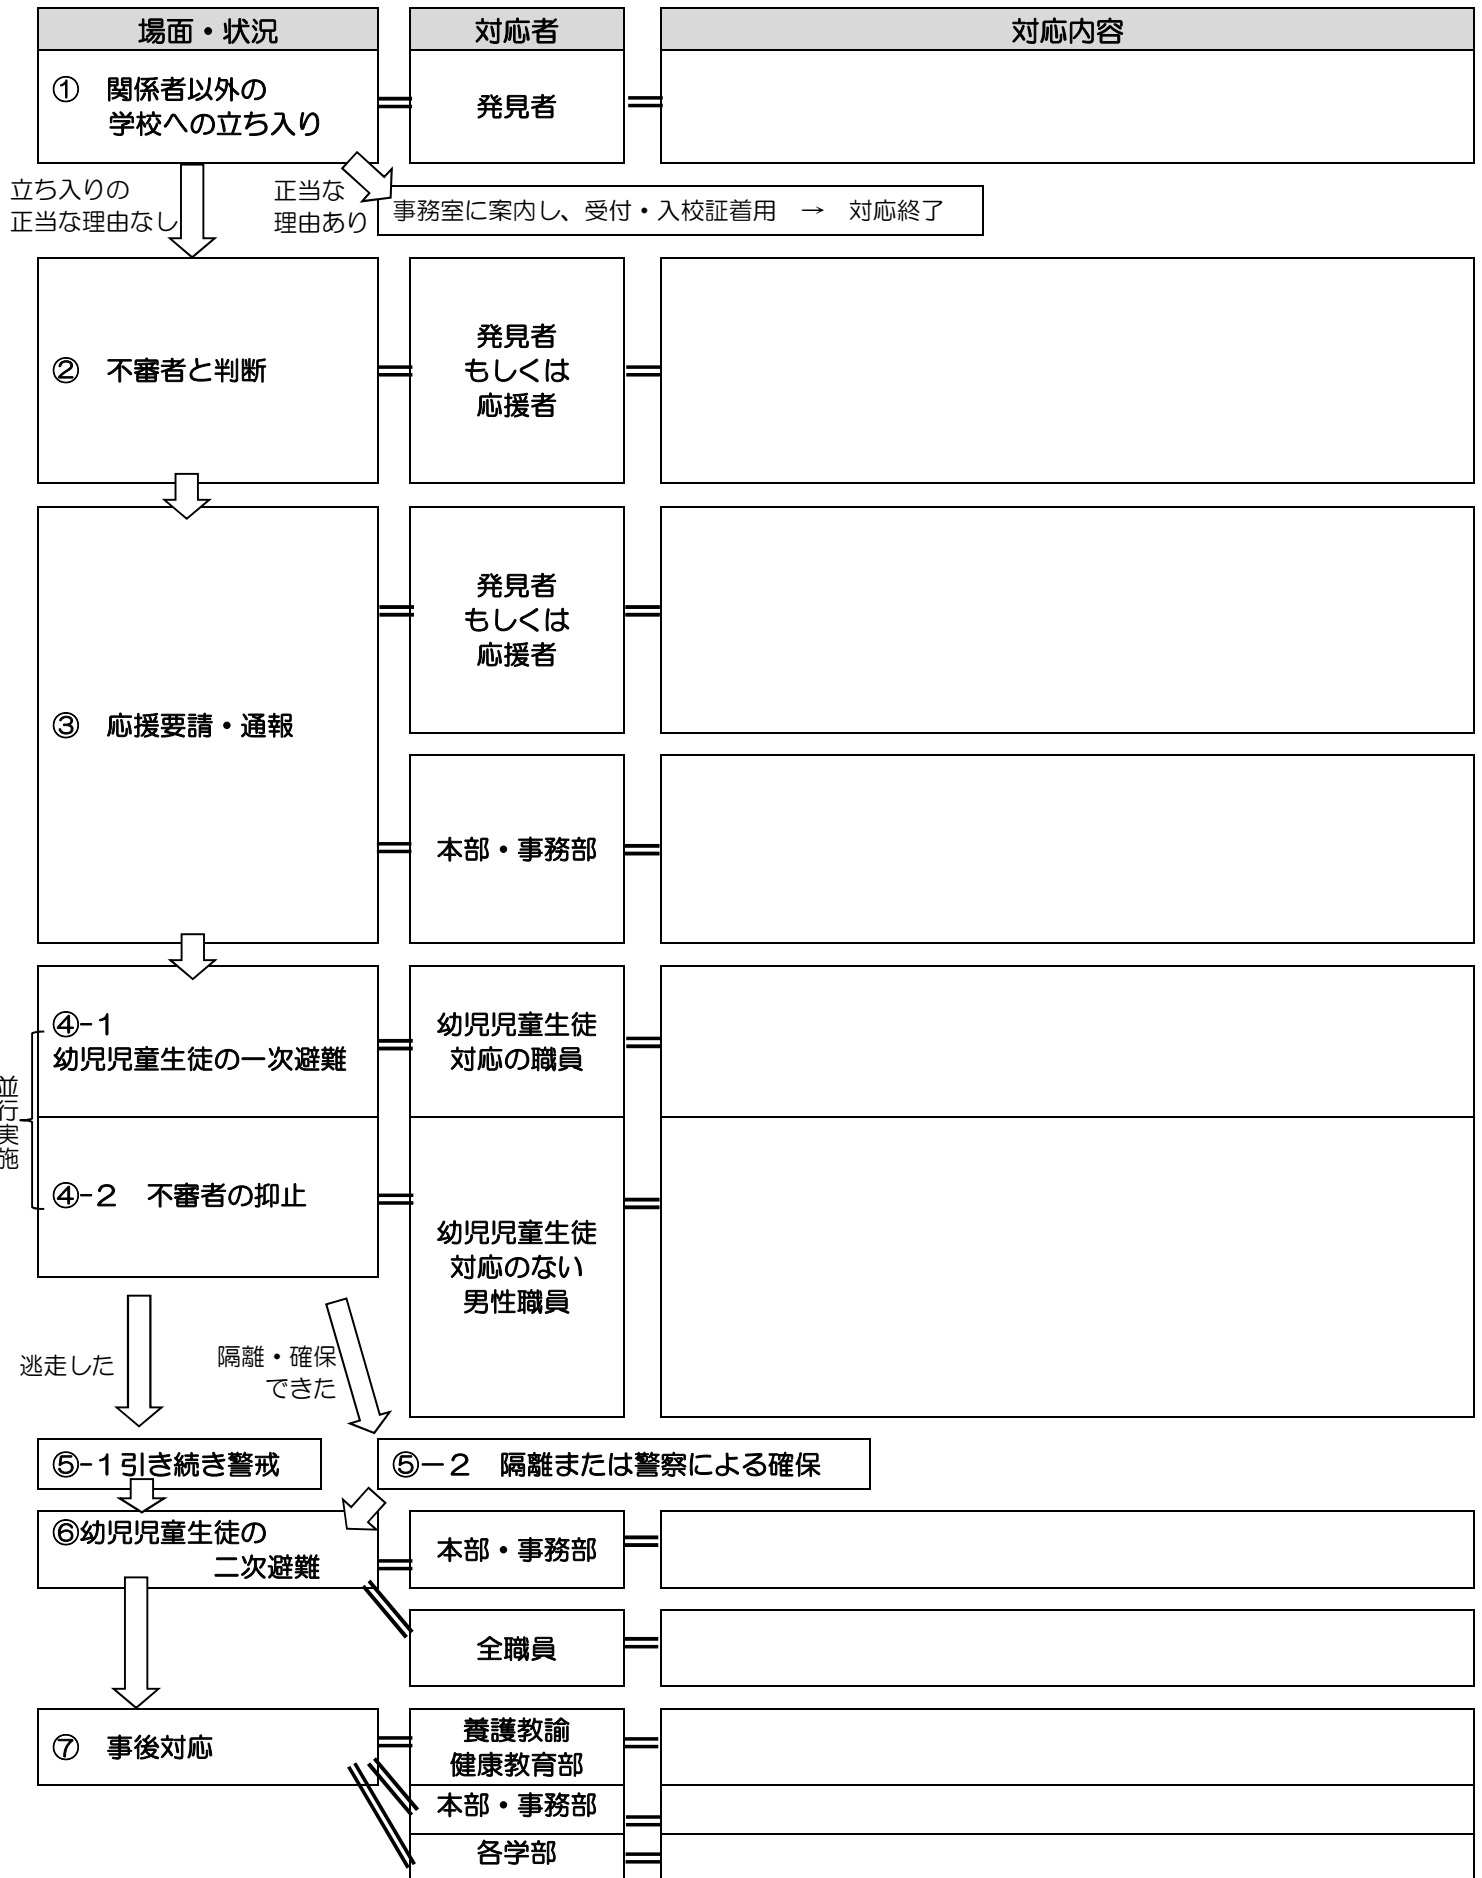 場面・状況
対応者
対応内容
① 関係者以外の
学校への立ち入り
発見者
立ち入りの
正当な理由なし
正当な
理由あり
事務室に案内し、受付・入校証着用 → 対応終了
② 不審者と判断
発見者
もしくは
応援者
③ 応援要請・通報
発見者
もしくは
応援者
本部・事務部
④-1
幼児児童生徒の一次避難
幼児児童生徒
対応の職員
並行実施
④-2 不審者の抑止
幼児児童生徒
対応のない
男性職員
逃走した
隔離・確保
できた
⑤-1引き続き警戒
⑤－2 隔離または警察による確保
⑥幼児児童生徒の
二次避難
本部・事務部
全職員
⑦ 事後対応
養護教諭
健康教育部
本部・事務部
各学部